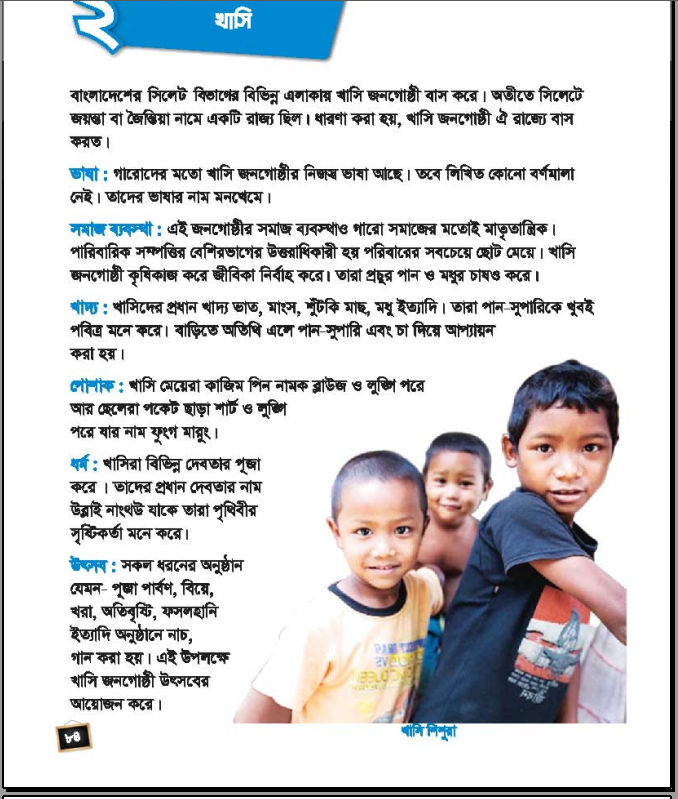 ২
খাসি
বাংলাদেশের সিলেট বিভাগের বিভিন্ন এলাকায় খাসি জনগোষ্ঠী বাস করে। অতীতে সিলেটে
জয়ন্তা বা জৈন্তিয়া নামে একটি রাজ্য ছিল। ধারণা করা হয়, খাসি জনগোষ্ঠী ঐ রাজ্যে বাস
করত।
ভাষা : গারোদের মতো খাসি জনগোষ্ঠীর নিজস্ব ভাষা আছে। তবে লিখিত কোনো বর্ণমালা
নেই। তাদের ভাষার নাম মনখেমে।
সমাজ ব্যবস্থা : এই জনগোষ্ঠীর সমাজ ব্যবস্থাও গারো সমাজের মতোই মাতৃতান্ত্রিক।
পারিবারিক সম্পত্তির বেশিরভাগের উত্তরাধিকারী হয় পরিবারের সবচেয়ে ছোট মেয়ে। খাসি
জনগোষ্ঠী কৃষিকাজ করে জীবিকা নির্বাহ করে। তারা প্রচুর পান ও মধুর চাষও করে।
খাদ্য : খাসিদের প্রধান খাদ্য ভাত, মাংস, শুঁটকি মাছ, মধু ইত্যাদি। তারা পান-সুপারিকে খুবই
পবিত্র মনে করে। বাড়িতে অতিথি এলে পান-সুপারি এবং চা দিয়ে আপ্যায়ন
করা হয়।
পোশাক : খাসি মেয়েরা কাজিম পিন নামক ব্লাউজ ও লুঙ্গি পরে
আর ছেলেরা পকেট ছাড়া শার্ট ও লুঙ্গি
পরে যার নাম ফুংগ মারুং।
ধর্ম : খাসিরা বিভিন্ন দেবতার পূজা
করে । তাদের প্রধান দেবতার নাম
উব্লাই নাংথউ যাকে তারা পৃথিবীর
সৃষ্টিকর্তা মনে করে।
উৎসব : সকল ধরনের অনুষ্ঠান
যেমন- পূজা পার্বণ, বিয়ে,
খরা, অতিবৃষ্টি, ফসলহানি
ইত্যাদি অনুষ্ঠানে নাচ,
গান করা হয়। এই উপলক্ষে
খাসি জনগোষ্ঠী উৎসবের
আয়োজন করে।
খাসি শিশুরা
৮৪